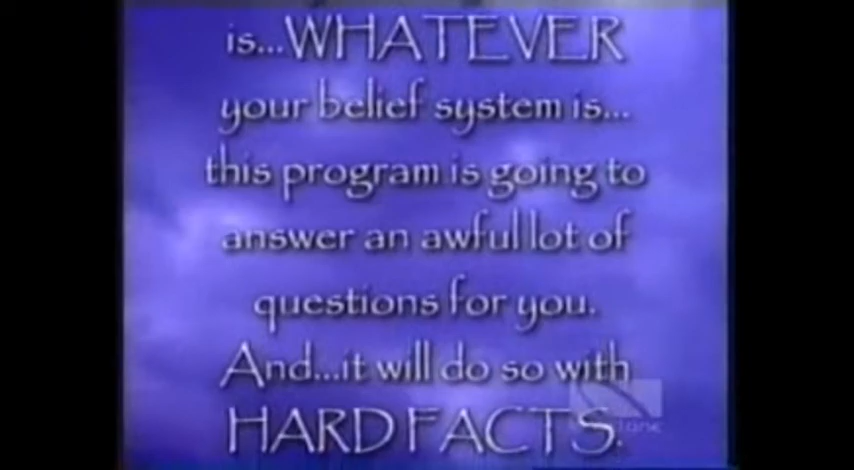 is...WHATEVER
your belief system is...
this program is going to
answer an awful lot of
questions for you.
And...it will do so with
HARD FACTS.